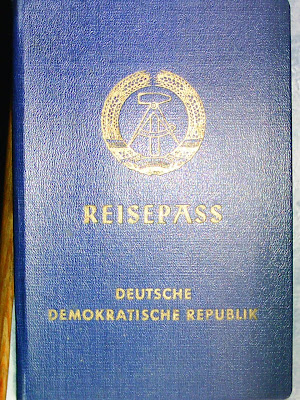 REISEPASS
DEUTSCHE
DEMOKRATISCHE REPUBLIK